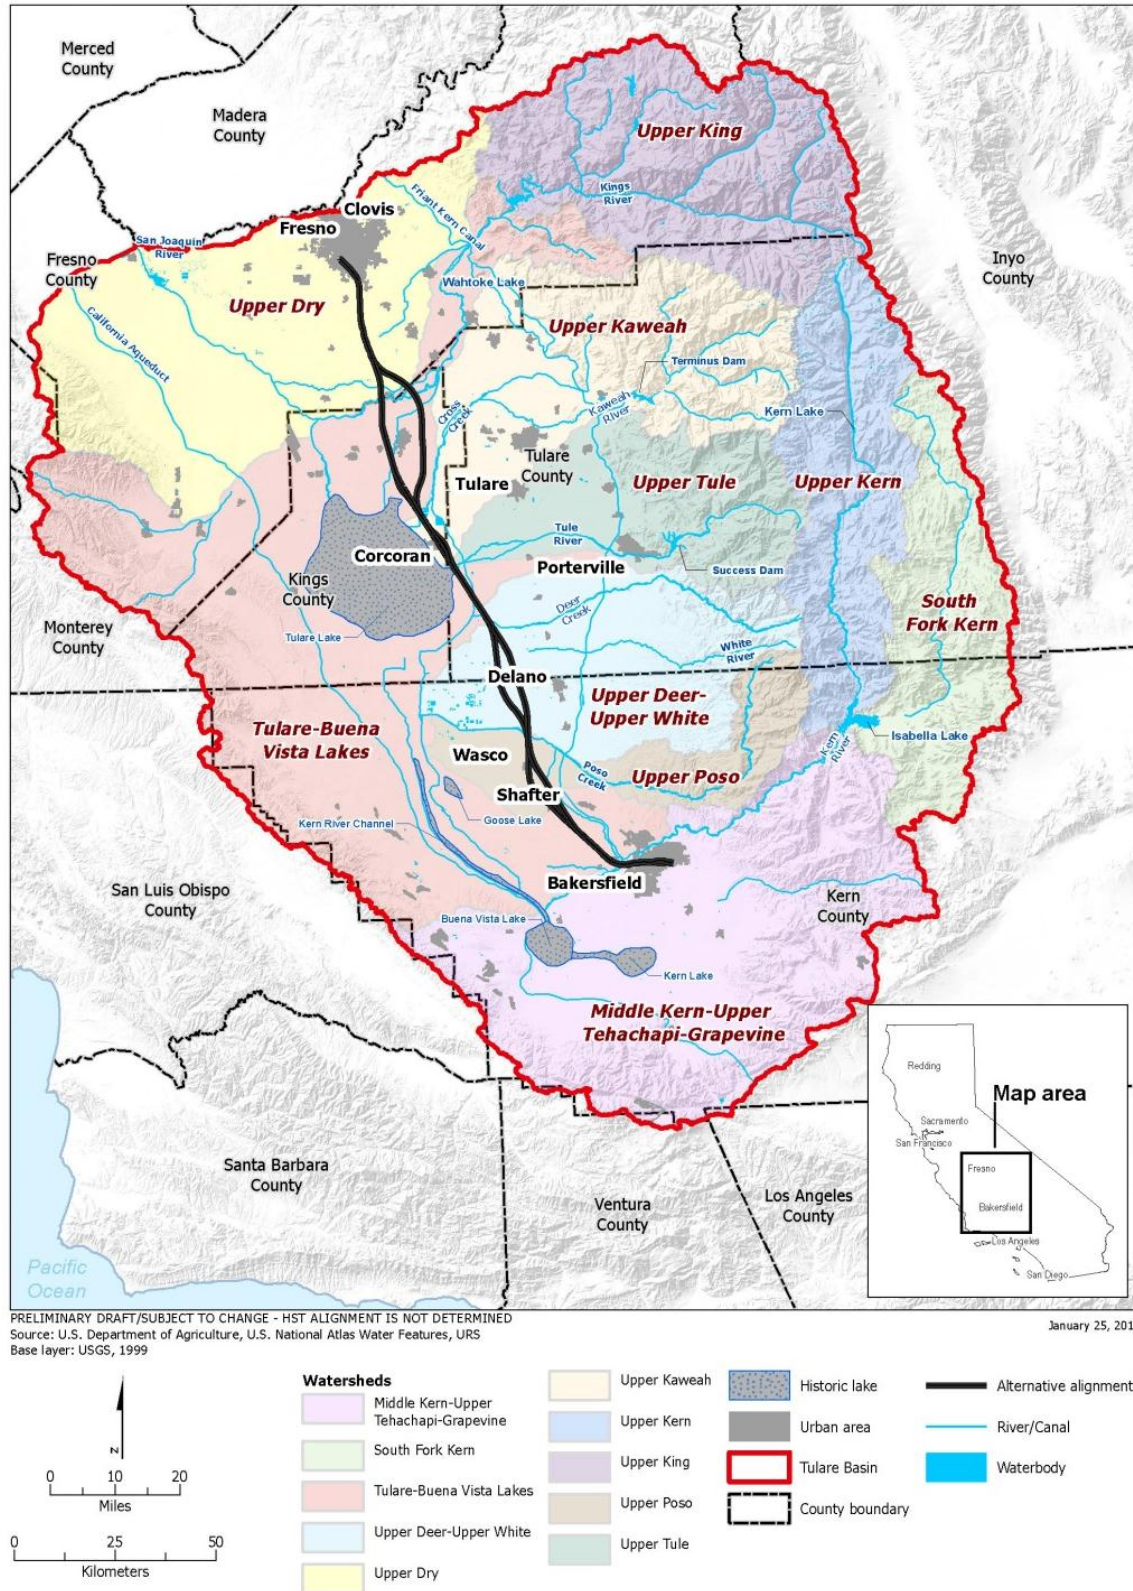 Merced
County
Madera
County
Upper King
Kings
River
Clovis
Friant Kern Canal
Fresno
San Joaquin
River
Fresno
County
Inyo
County
Wahtoke Lake
Upper Dry
California Aqueduct
Upper Kaweah
Terminus Dam
Cross
Creek
Kaweah
River
Kern Lake
Tulare
County
Tulare
Upper Tule
Upper Kern
Tule
River
Corcoran
Porterville
Success Dam
Kings
County
Deer
Creek
South
Fork Kern
Monterey
County
Tulare Lake
White
River
Delano
Upper Deer-
Upper White
Tulare-Buena
Vista Lakes
Isabella Lake
Kern
River
Wasco
Poso
Creek
Upper Poso
Shafter
Goose Lake
Kern River Channel
San Luis Obispo
County
Bakersfield
Kern
County
Buena Vista Lake
Kern Lake
Middle Kern-Upper
Tehachapi-Grapevine
Redding
Map area
Sacramento
San Francisco
Fresno
Bakersfield
Los Angeles
San Diego
Santa Barbara
County
Ventura
County
Los Angeles
County
Pacific
Ocean
PRELIMINARY DRAFT/SUBJECT TO CHANGE - HST ALIGNMENT IS NOT DETERMINED
Source: U.S. Department of Agriculture, U.S. National Atlas Water Features, URS
Base layer: USGS, 1999
January 25, 201
N
0 10 20
Miles
0 25 50
Kilometers
Watersheds
Middle Kern-Upper
Tehachapi-Grapevine
South Fork Kern
Tulare-Buena Vista Lakes
Upper Deer-Upper White
Upper Dry
Upper Kaweah
Upper Kern
Upper King
Upper Poso
Upper Tule
Historic lake
Urban area
Tulare Basin
County boundary
Alternative alignment
River/Canal
Waterbody